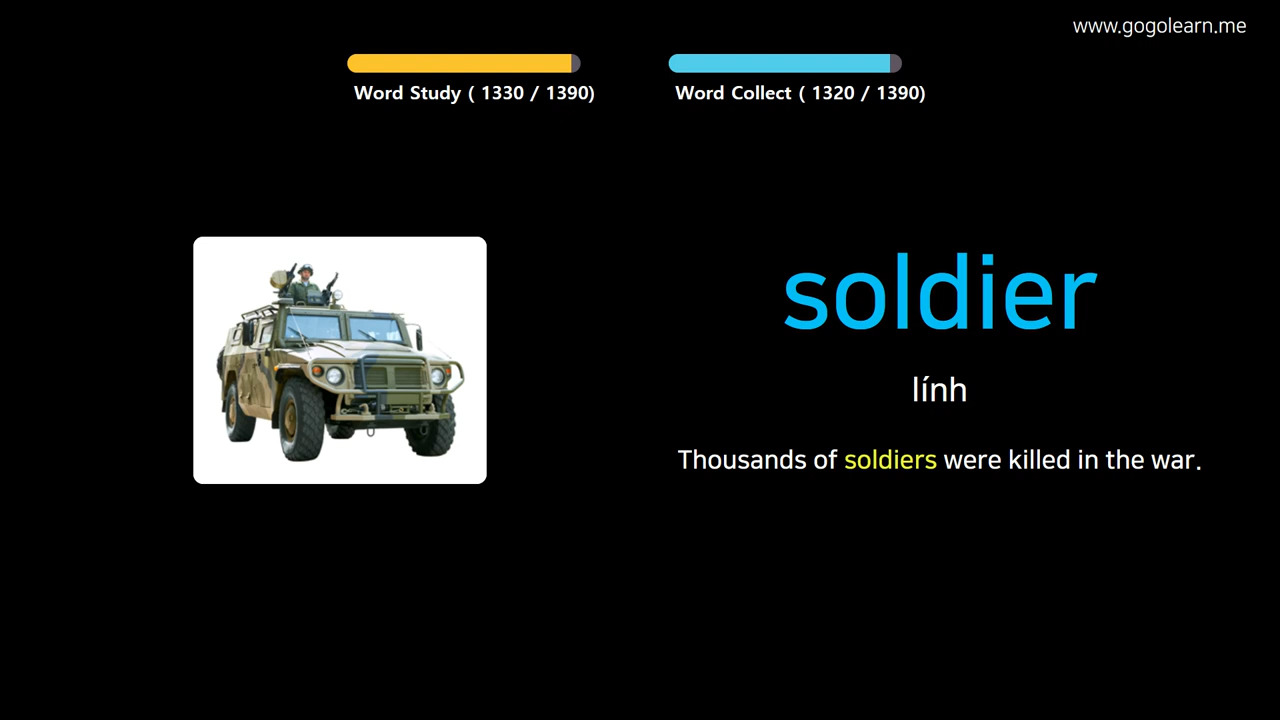 www.gogolearn.me
Word Study ( 1330 / 1390)
Word Collect ( 1320 / 1390)
soldier
lính
Thousands of soldiers were killed in the war.